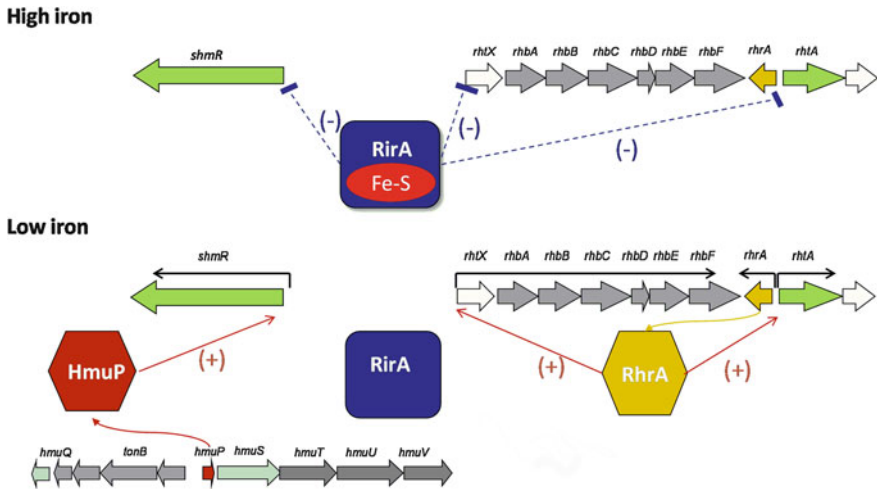 High iron
shmR
rhtX rhbA rhbB rhbC rhbD rhbE rhbF rhrA rhtA
(-) (-) (-)
RirA
Fe-S
Low iron
shmR
rhtX rhbA rhbB rhbC rhbD rhbE rhbF rhrA rhtA
HmuP
(+)
RirA
(+)
RhrA
(+)
hmuQ tonB hmuP hmuS hmuT hmuU hmuV